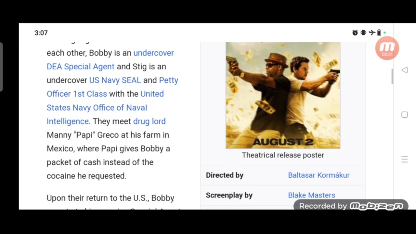 3:07
each other, Bobby is an undercover
DEA Special Agent and Stig is an
undercover US Navy SEAL and Petty
Officer 1st Class with the United
States Navy Office of Naval
Intelligence. They meet drug lord
Manny "Papi" Greco at his farm in
Mexico, where Papi gives Bobby a
packet of cash instead of the
cocaine he requested.
Upon their return to the U.S., Bobby
AUGUST 2
Theatrical release poster
Directed by Baltasar Kormákur
Screenplay by Blake Masters
Recorded by Mobizen